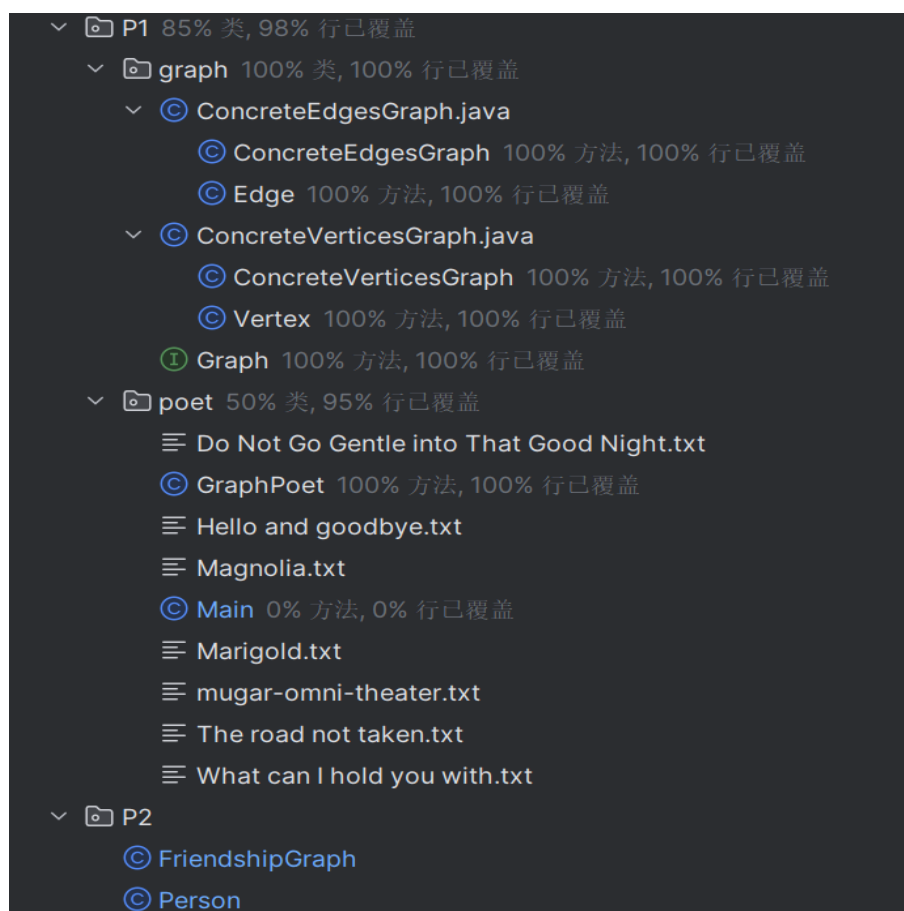 P1 85% 类, 98% 行已覆盖
graph 100% 类, 100% 行已覆盖
ConcreteEdgesGraph.java
ConcreteEdgesGraph 100% 方法, 100% 行已覆盖
Edge 100% 方法, 100% 行已覆盖
ConcreteVerticesGraph.java
ConcreteVerticesGraph 100% 方法, 100% 行已覆盖
Vertex 100% 方法, 100% 行已覆盖
Graph 100% 方法, 100% 行已覆盖
poet 50% 类, 95% 行已覆盖
Do Not Go Gentle into That Good Night.txt
GraphPoet 100% 方法, 100% 行已覆盖
Hello and goodbye.txt
Magnolia.txt
Main 0% 方法, 0% 行已覆盖
Marigold.txt
mugar-omni-theater.txt
The road not taken.txt
What can I hold you with.txt
P2
FriendshipGraph
Person